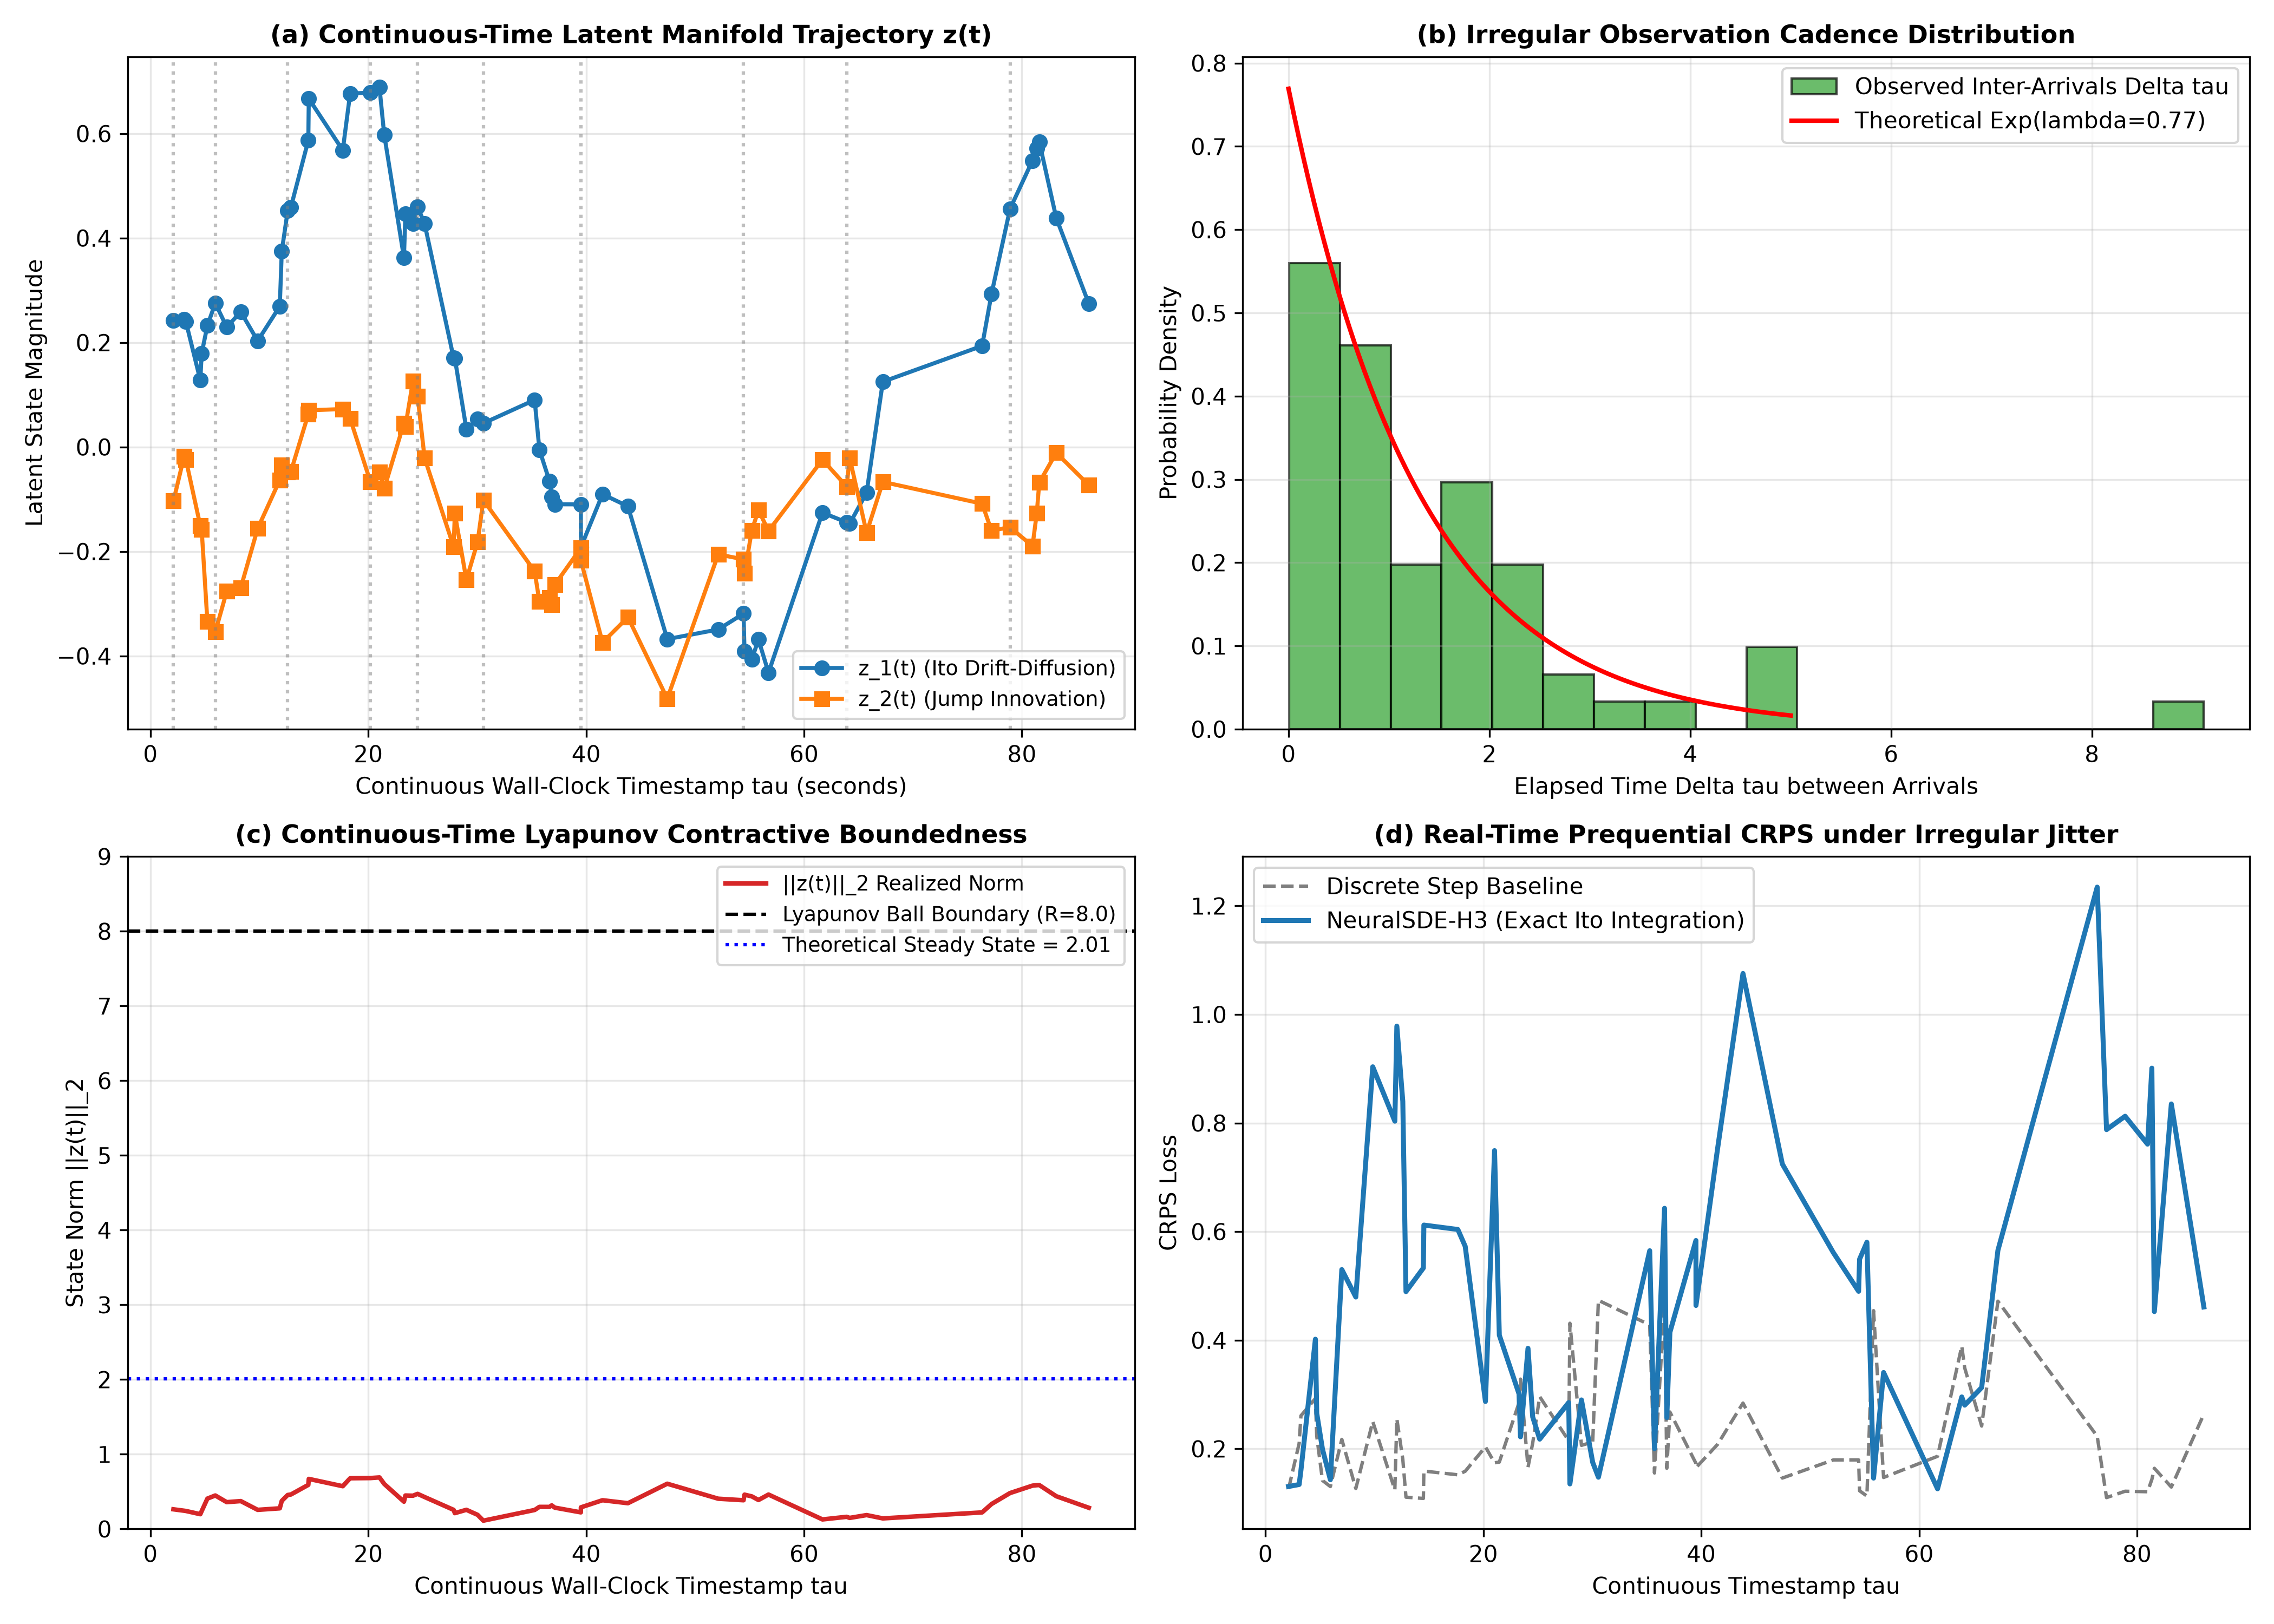 (a) Continuous-Time Latent Manifold Trajectory z(t)
Latent State Magnitude
0.6
0.4
0.2
0.0
−0.2
−0.4
z_1(t) (Ito Drift-Diffusion)
z_2(t) (Jump Innovation)
0 20 40 60 80
Continuous Wall-Clock Timestamp tau (seconds)
(b) Irregular Observation Cadence Distribution
Probability Density
0.8
0.7
0.6
0.5
0.4
0.3
0.2
0.1
0.0
Observed Inter-Arrivals Delta tau
Theoretical Exp(lambda=0.77)
0 2 4 6 8
Elapsed Time Delta tau between Arrivals
(c) Continuous-Time Lyapunov Contractive Boundedness
State Norm ||z(t)||_2
9
8
7
6
5
4
3
2
1
0
||z(t)||_2 Realized Norm
Lyapunov Ball Boundary (R=8.0)
Theoretical Steady State = 2.01
0 20 40 60 80
Continuous Wall-Clock Timestamp tau
(d) Real-Time Prequential CRPS under Irregular Jitter
CRPS Loss
1.2
1.0
0.8
0.6
0.4
0.2
Discrete Step Baseline
NeuralSDE-H3 (Exact Ito Integration)
0 20 40 60 80
Continuous Timestamp tau